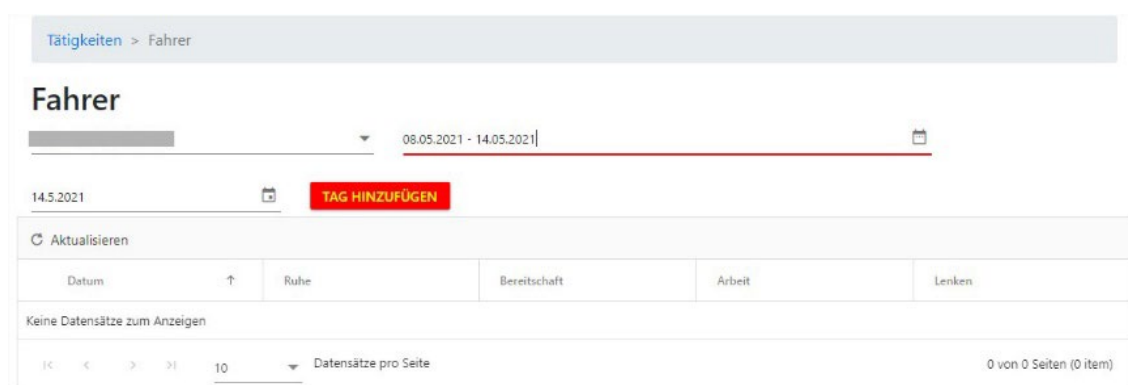 Tätigkeiten > Fahrer
Fahrer
08.05.2021 - 14.05.2021
14.5.2021 TAG HINZUFÜGEN
Aktualisieren
Datum Ruhe Bereitschaft Arbeit Lenken
Keine Datensätze zum Anzeigen
10 Datensätze pro Seite 0 von 0 Seiten (0 item)